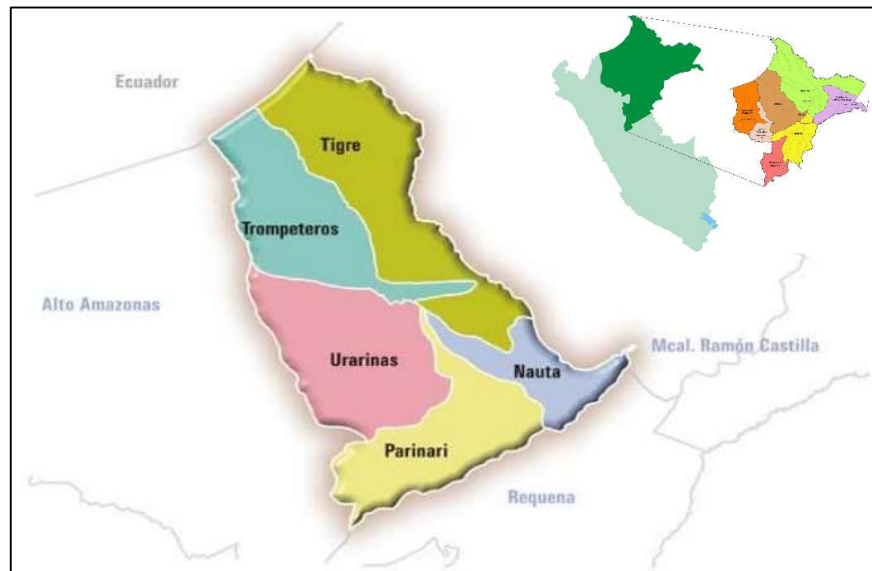 Ecuador
Tigre
Trompeteros
Alto Amazonas
Urarinas
Mcal. Ramón Castilla
Nauta
Parinari
Requena